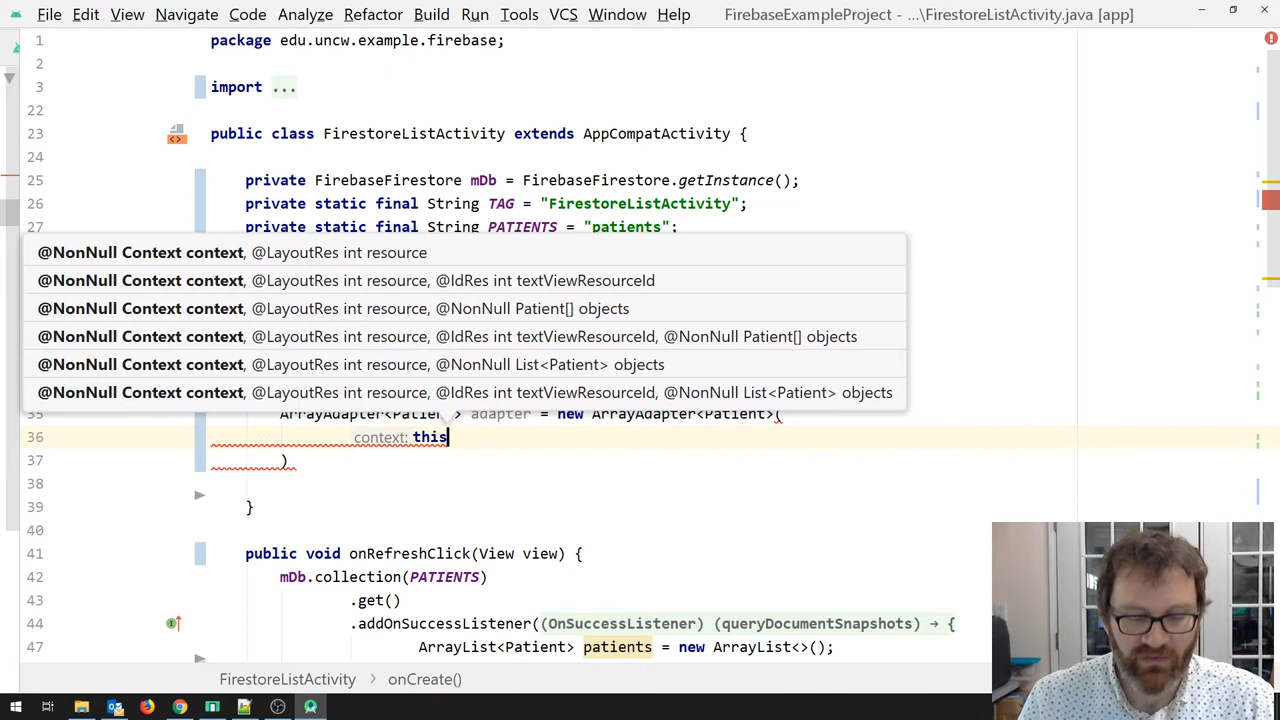 File Edit View Navigate Code Analyze Refactor Build Run Tools VCS Window Help FirebaseExampleProject - ...\FirestoreListActivity.java [app]
1 package edu.uncw.example.firebase;
2
3 import ...
22
23 public class FirestoreListActivity extends AppCompatActivity {
24
25 private FirebaseFirestore mDb = FirebaseFirestore.getInstance();
26 private static final String TAG = "FirestoreListActivity";
27 private static final String PATIENTS = "patients";
@NonNull Context context, @LayoutRes int resource
@NonNull Context context, @LayoutRes int resource, @IdRes int textViewResourceId
@NonNull Context context, @LayoutRes int resource, @NonNull Patient[] objects
@NonNull Context context, @LayoutRes int resource, @IdRes int textViewResourceId, @NonNull Patient[] objects
@NonNull Context context, @LayoutRes int resource, @NonNull List<Patient> objects
@NonNull Context context, @LayoutRes int resource, @IdRes int textViewResourceId, @NonNull List<Patient> objects
35 ArrayAdapter<Patient> adapter = new ArrayAdapter<Patient>(
36 context: this
37 )
38
39 }
40
41 public void onRefreshClick(View view) {
42 mDb.collection(PATIENTS)
43 .get()
44 .addOnSuccessListener((OnSuccessListener) (queryDocumentSnapshots) → {
47 ArrayList<Patient> patients = new ArrayList<>();
FirestoreListActivity > onCreate()